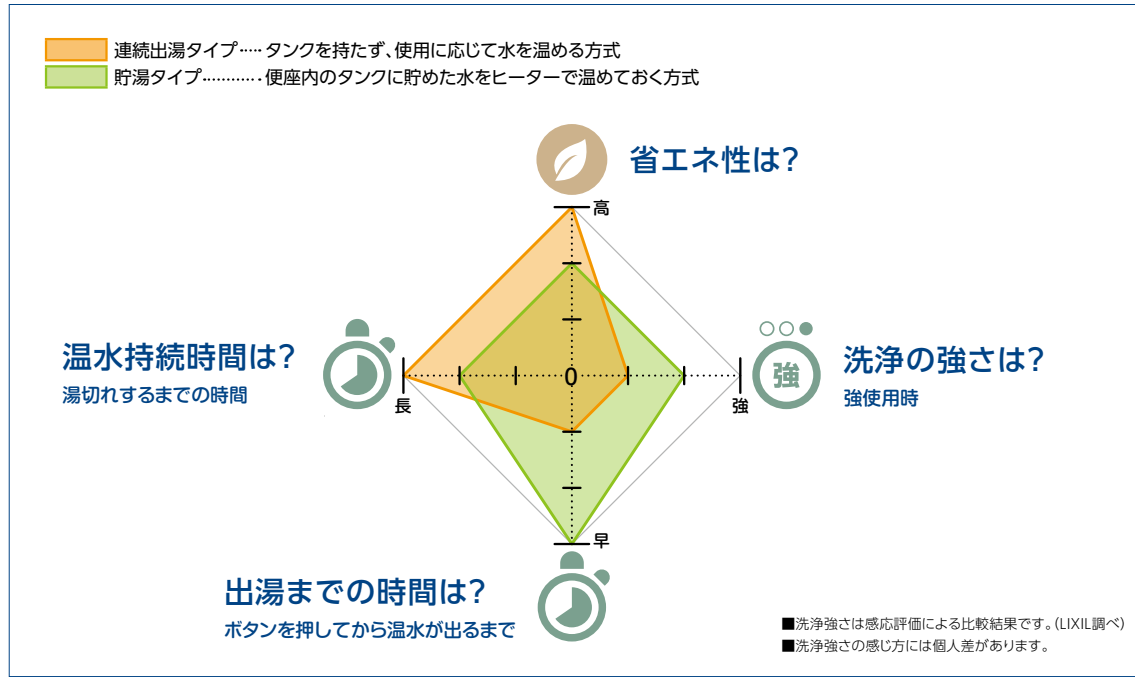 連続出湯タイプ‥‥‥タンクを持たず、使用に応じて水を温める方式
貯湯タイプ…………‥便座内のタンクに貯めた水をヒーターで温めておく方式
省エネ性は？
高
温水持続時間は？
湯切れするまでの時間
長
0
強
強
洗浄の強さは？
強使用時
早
出湯までの時間は？
ボタンを押してから温水が出るまで
■洗浄強さは感応評価による比較結果です。(LIXIL調べ)
■洗浄強さの感じ方には個人差があります。